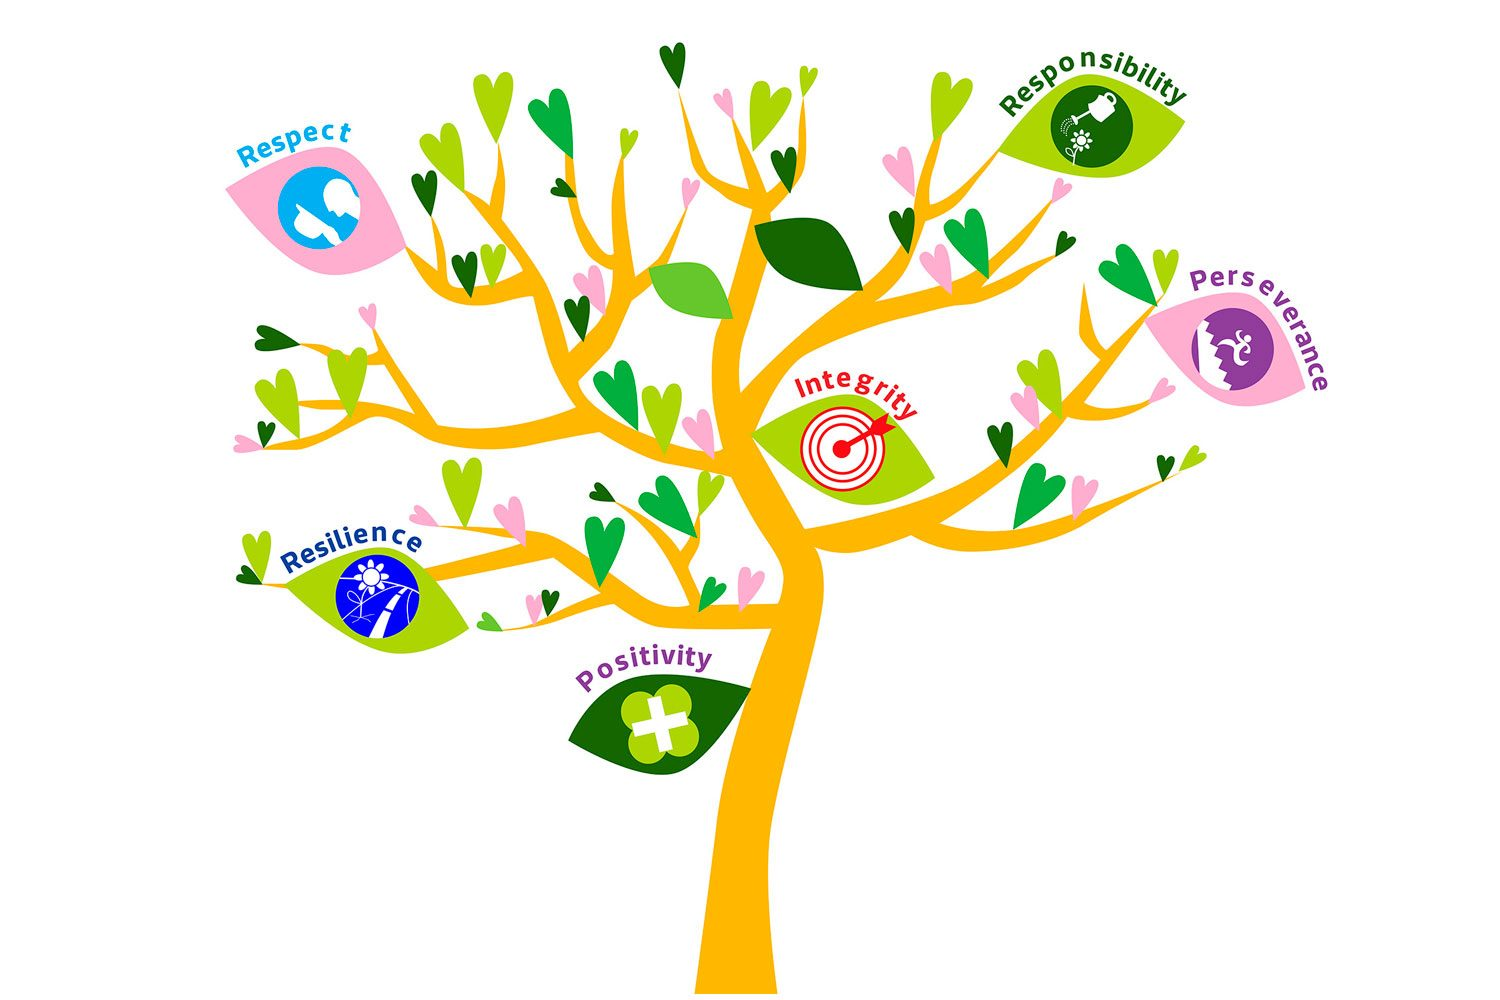 Respect
Responsibility
Perseverance
Integrity
Resilience
Positivity